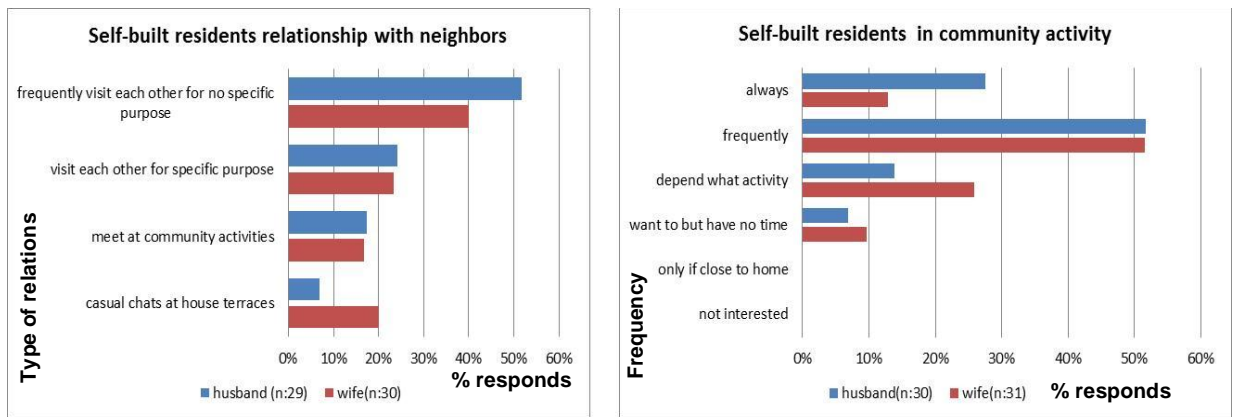 Self-built residents relationship with neighbors
frequently visit each other for no specific
purpose
visit each other for specific purpose
meet at community activities
casual chats at house terraces
Type of relations
0% 10% 20% 30% 40% 50% 60%
% responds
husband (n:29) wife(n:30)
Self-built residents in community activity
always
frequently
depend what activity
want to but have no time
only if close to home
not interested
Frequency
0% 10% 20% 30% 40% 50% 60%
husband(n:30) wife(n:31) % responds